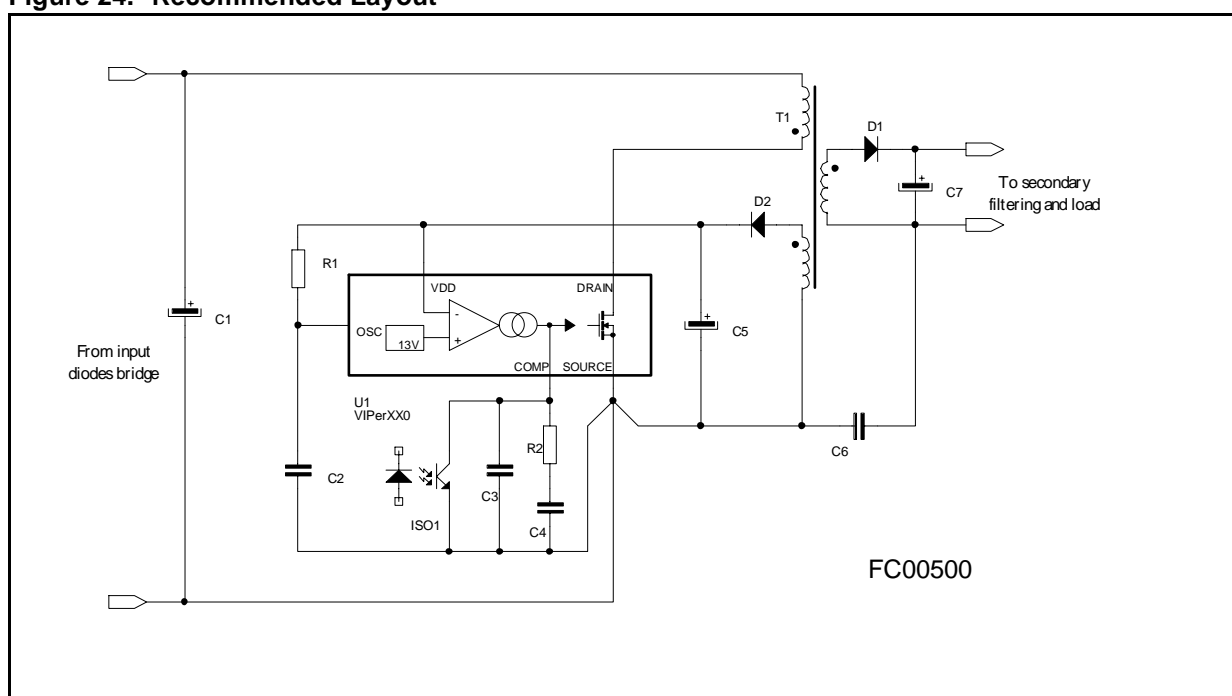 Figure 24. Recommended Layout
T1
D1
C7
To secondary
filtering and load
D2
R1
VDD
DRAIN
OSC
13V
-
+
COMP
SOURCE
C1
+
C5
+
+
From input
diodes bridge
U1
VIPerXX0
R2
C6
C2
C3
ISO1
C4
FC00500